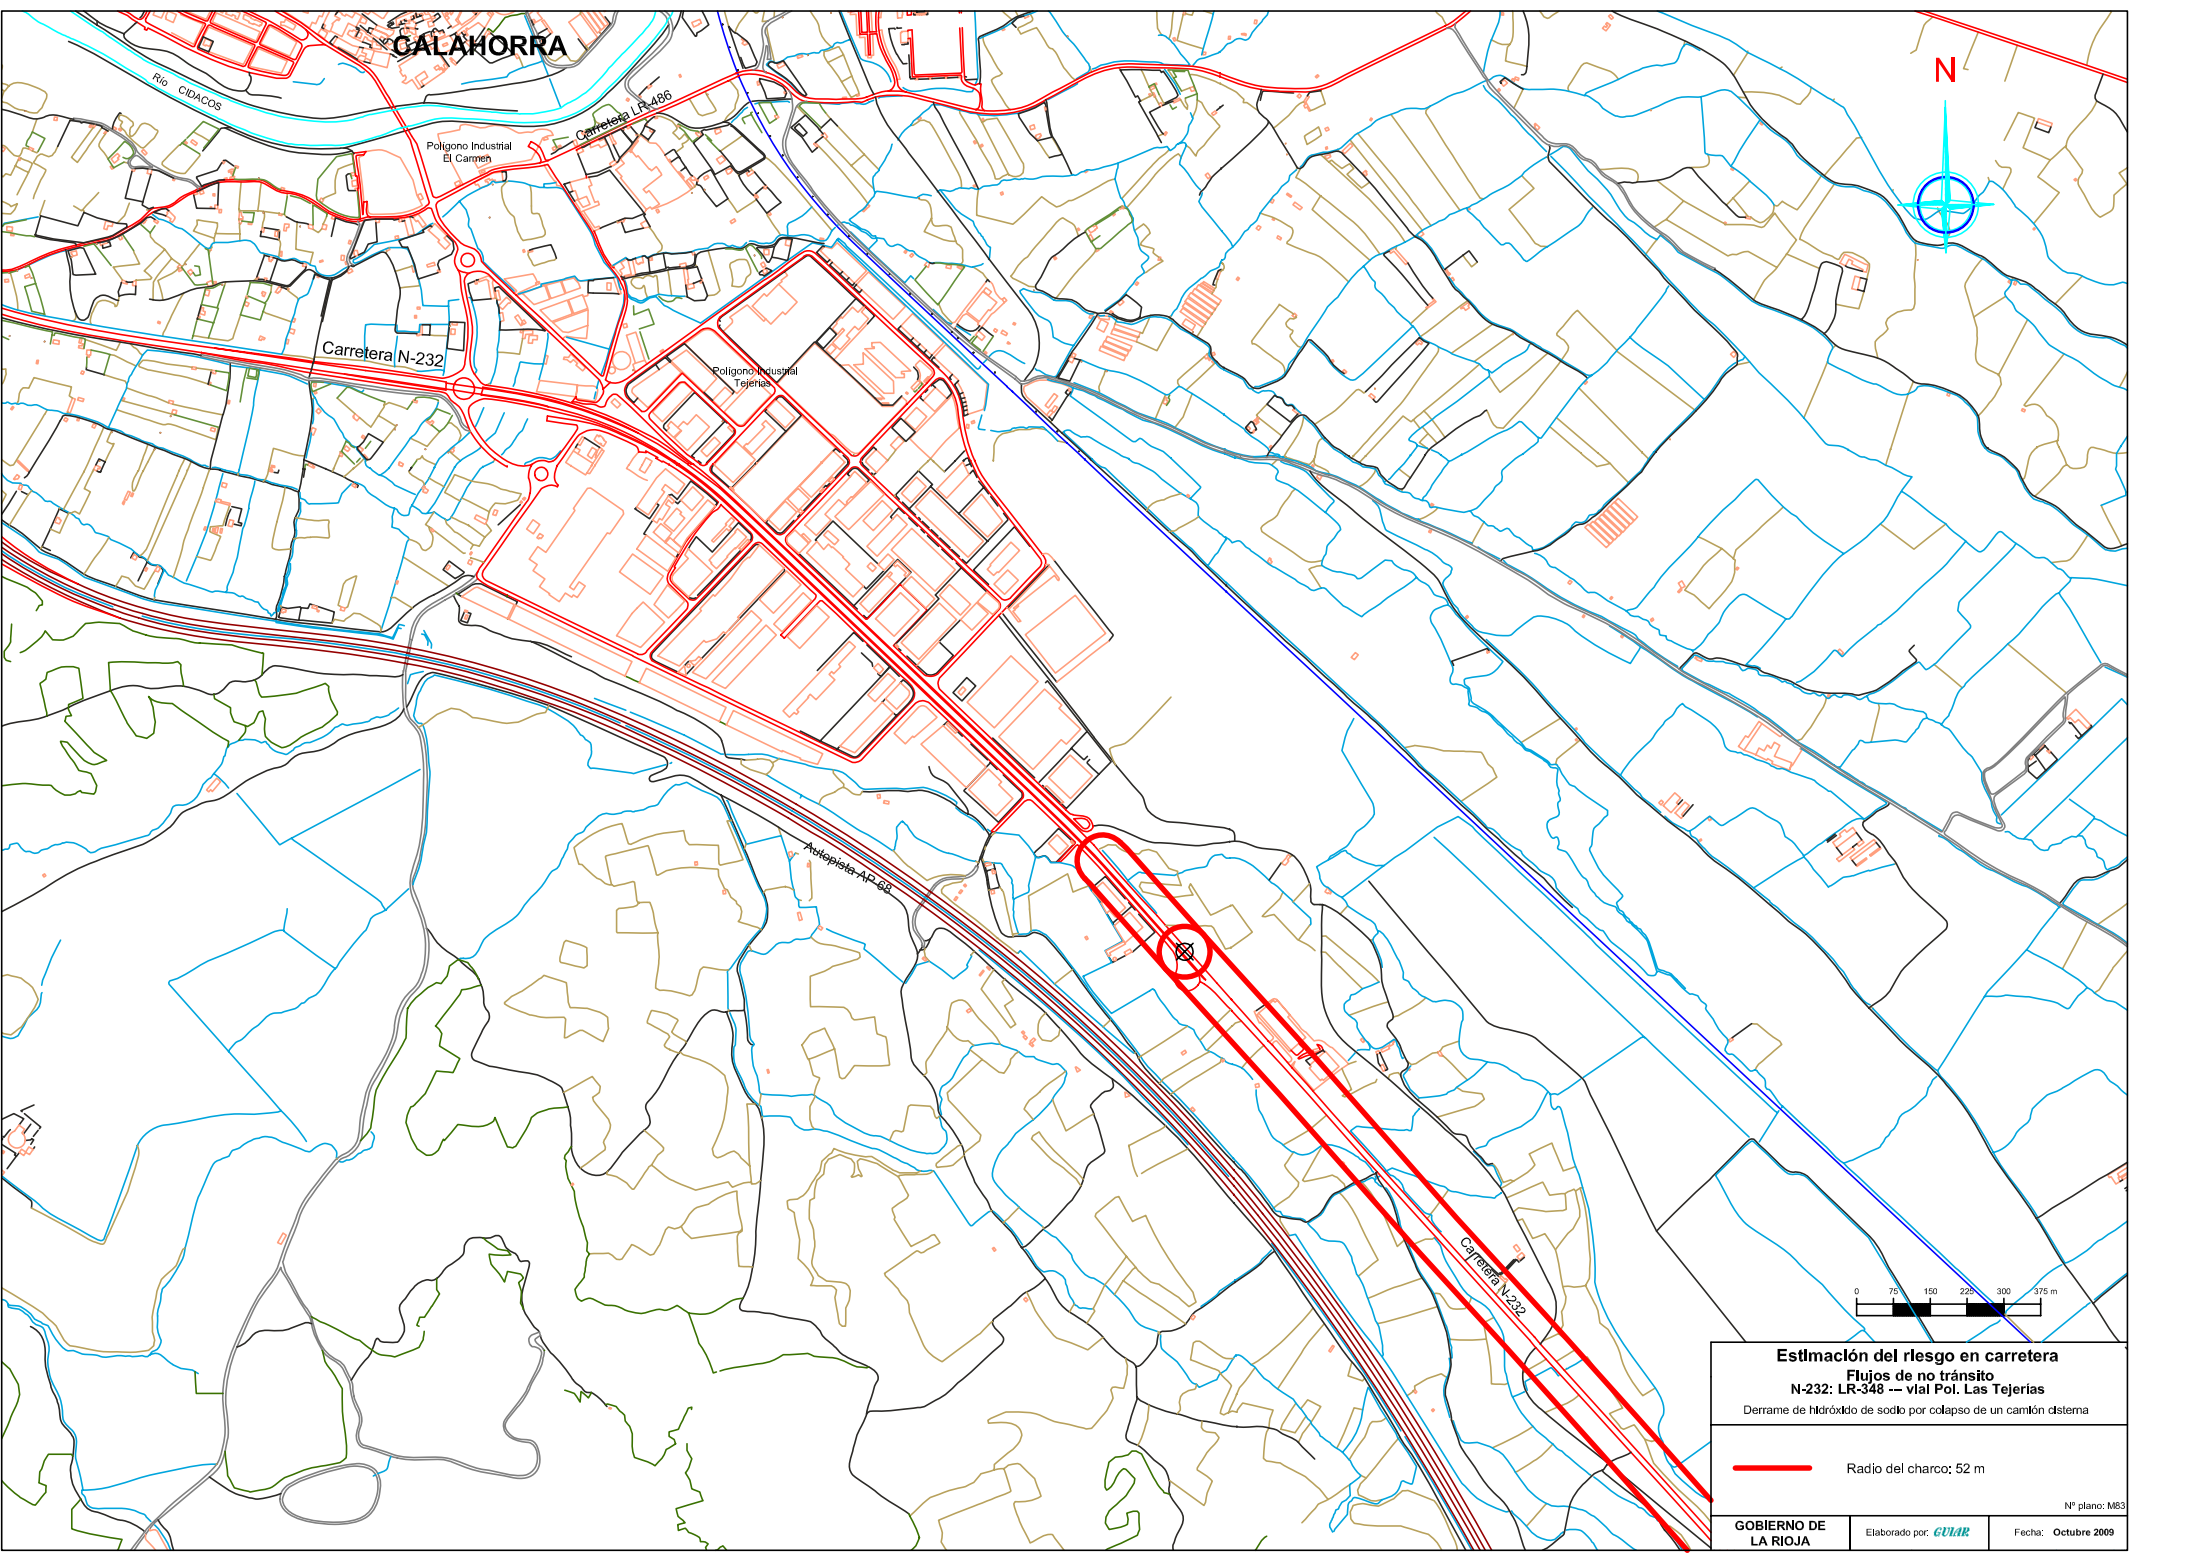 CALAHORRA
N
Río CIDACOS
Carretera LR-486
Polígono Industrial
El Carmen
Carretera N-232
Polígono Industrial
Tejerías
Autopista AP-68
Carretera N-232
0 75 150 225 300 375 m
Estimación del riesgo en carretera
Flujos de no tránsito
N-232: LR-348 --- vial Pol. Las Tejerías
Derrame de hidróxido de sodio por colapso de un camión cisterna
Radio del charco: 52 m
Nº plano: M83
GOBIERNO DE
LA RIOJA
Elaborado por: GUIAR
Fecha: Octubre 2009